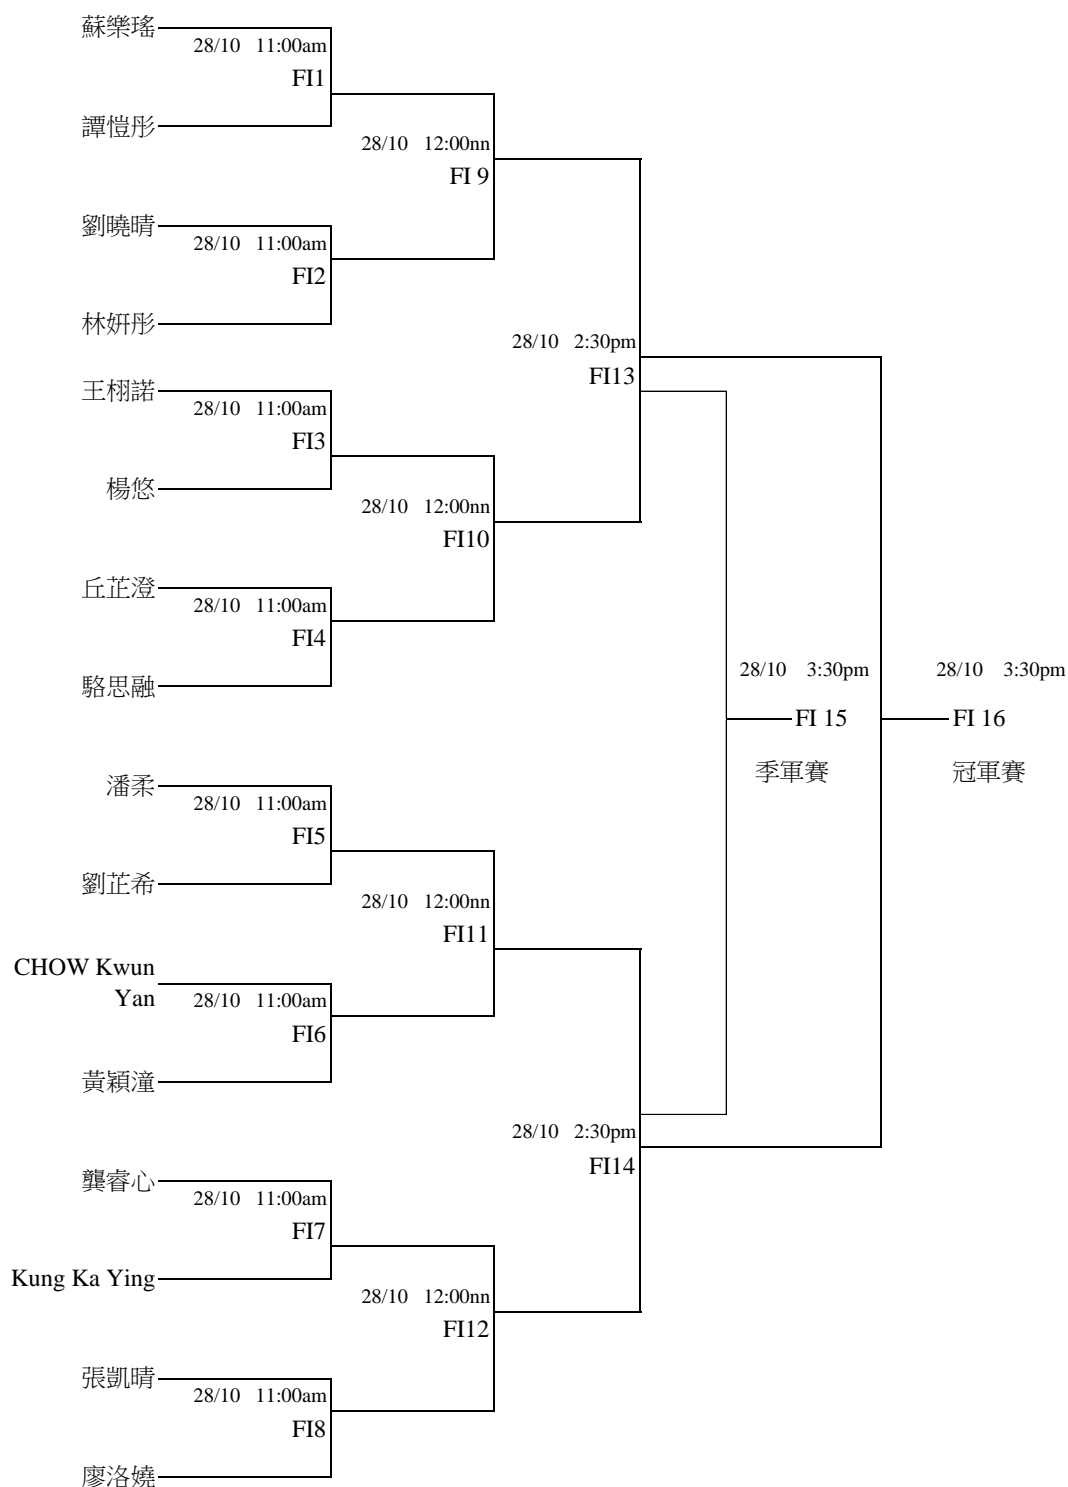 蘇樂瑤
28/10 11:00am
FI1
譚愷彤
28/10 12:00nn
FI 9
劉曉晴
28/10 11:00am
FI2
林妍彤
28/10 2:30pm
FI13
王栩諾
28/10 11:00am
FI3
楊悠
28/10 12:00nn
FI10
丘芷澄
28/10 11:00am
FI4
駱思融
28/10 3:30pm
28/10 3:30pm
FI 15
FI 16
季軍賽
冠軍賽
潘柔
28/10 11:00am
FI5
劉芷希
28/10 12:00nn
FI11
CHOW Kwun
Yan
28/10 11:00am
FI6
黃穎潼
28/10 2:30pm
FI14
龔睿心
28/10 11:00am
FI7
Kung Ka Ying
28/10 12:00nn
FI12
張凱晴
28/10 11:00am
FI8
廖洛嬈